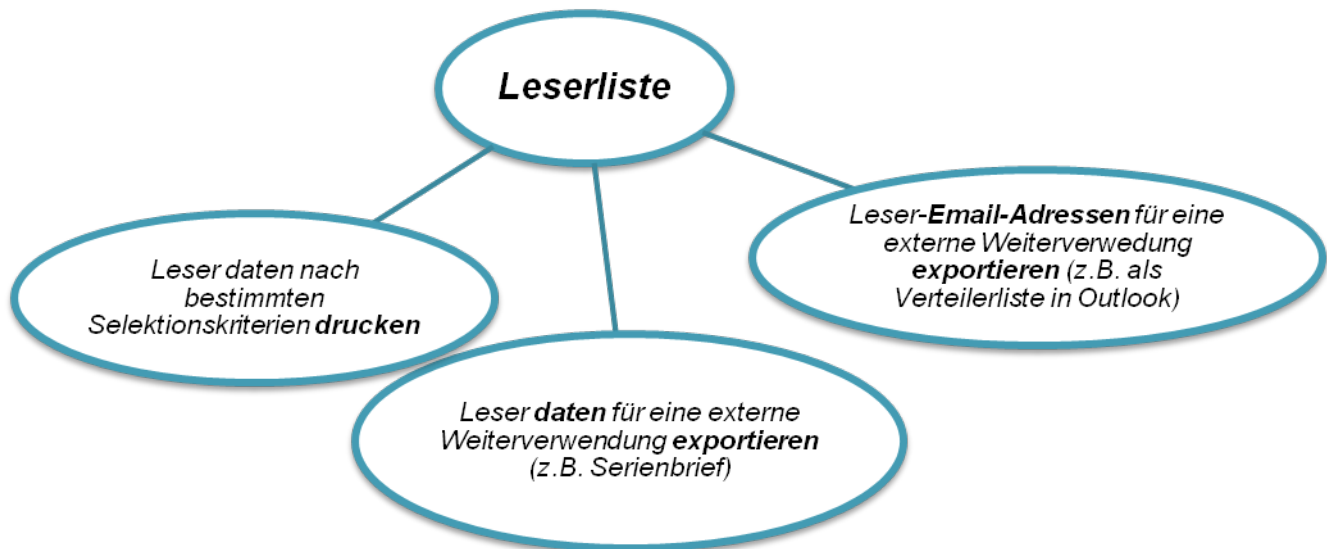 Leserliste
Leser daten nach
bestimmten
Selektionskriterien drucken
Leser daten für eine externe
Weiterverwendung exportieren
(z.B. Serienbrief)
Leser-Email-Adressen für eine
externe Weiterverwedung
exportieren (z.B. als
Verteilerliste in Outlook)